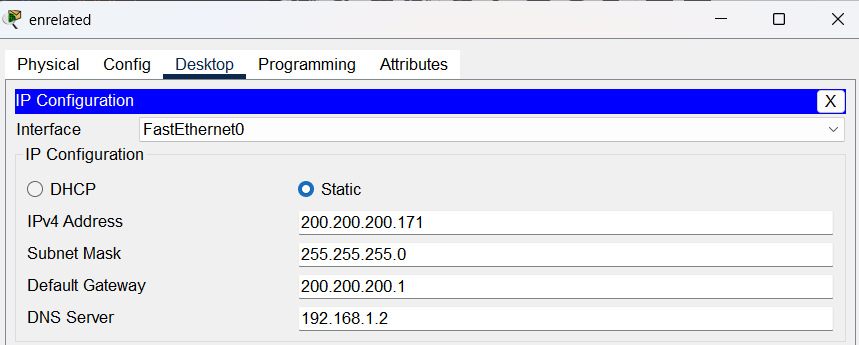 enrelated
Physical Config Desktop Programming Attributes
IP Configuration X
Interface FastEthernet0
IP Configuration
DHCP Static
IPv4 Address 200.200.200.171
Subnet Mask 255.255.255.0
Default Gateway 200.200.200.1
DNS Server 192.168.1.2